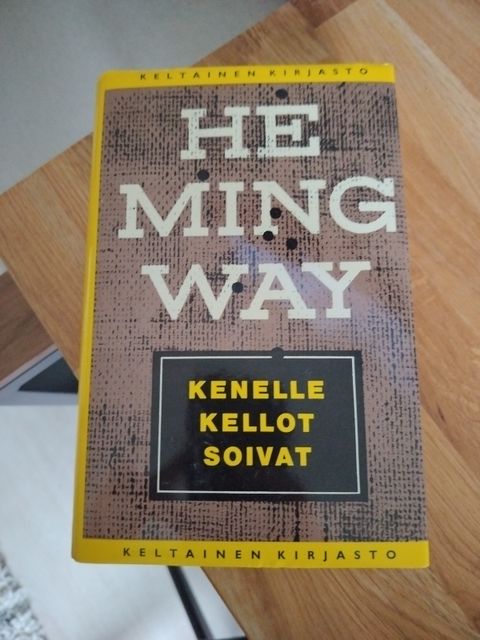 KELTAINEN KIRJASTO
HE
MING
WAY
KENELLE
KELLOT
SOIVAT
KELTAINEN KIRJASTO